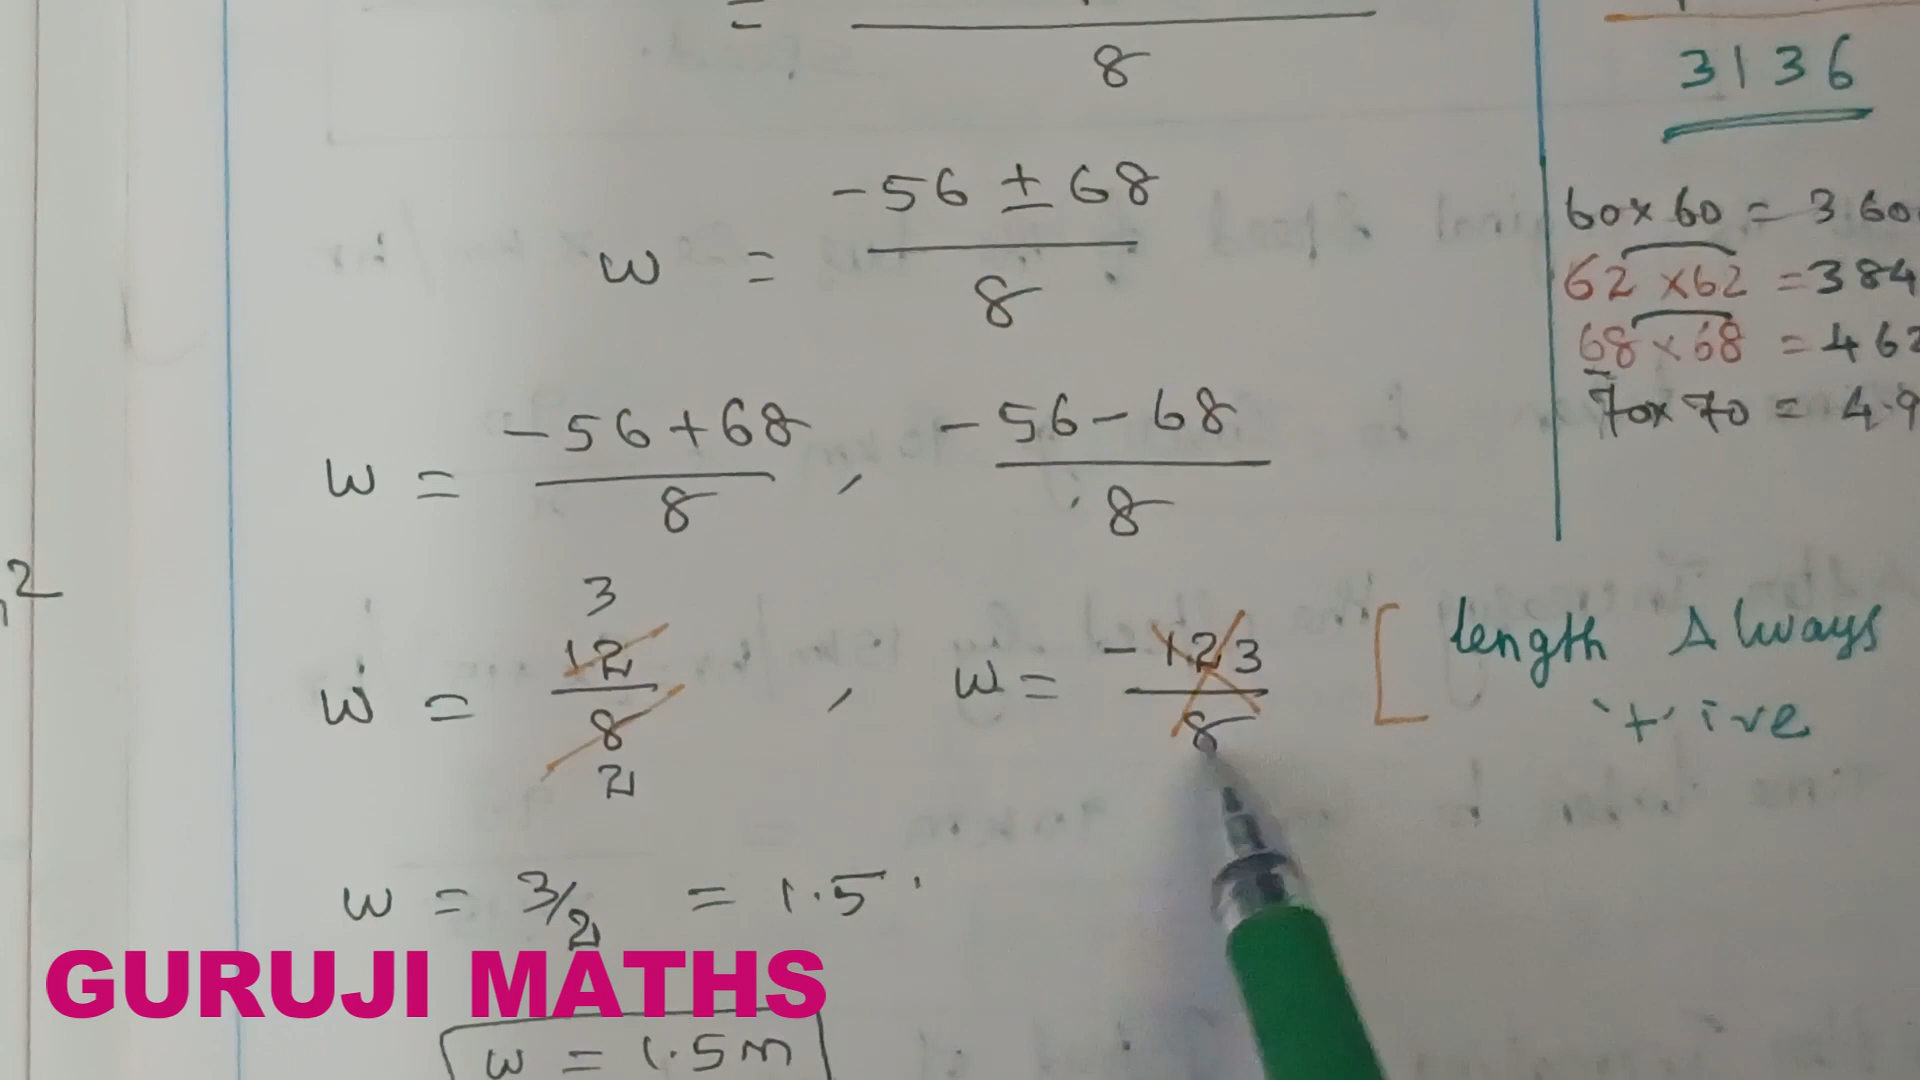 =
8
3136
w = -56 ± 68
8
60×60 = 360
62×62 = 384
68×68 = 462
70×70 = 4.9
w = -56+68 / 8 , -56-68 / 8
2
3
w = 12 / 8 , w = -123 / 8 [ length Always
2
'+' ive
w = 3/2 = 1.5.
GURUJI MATHS
w = 1.5m